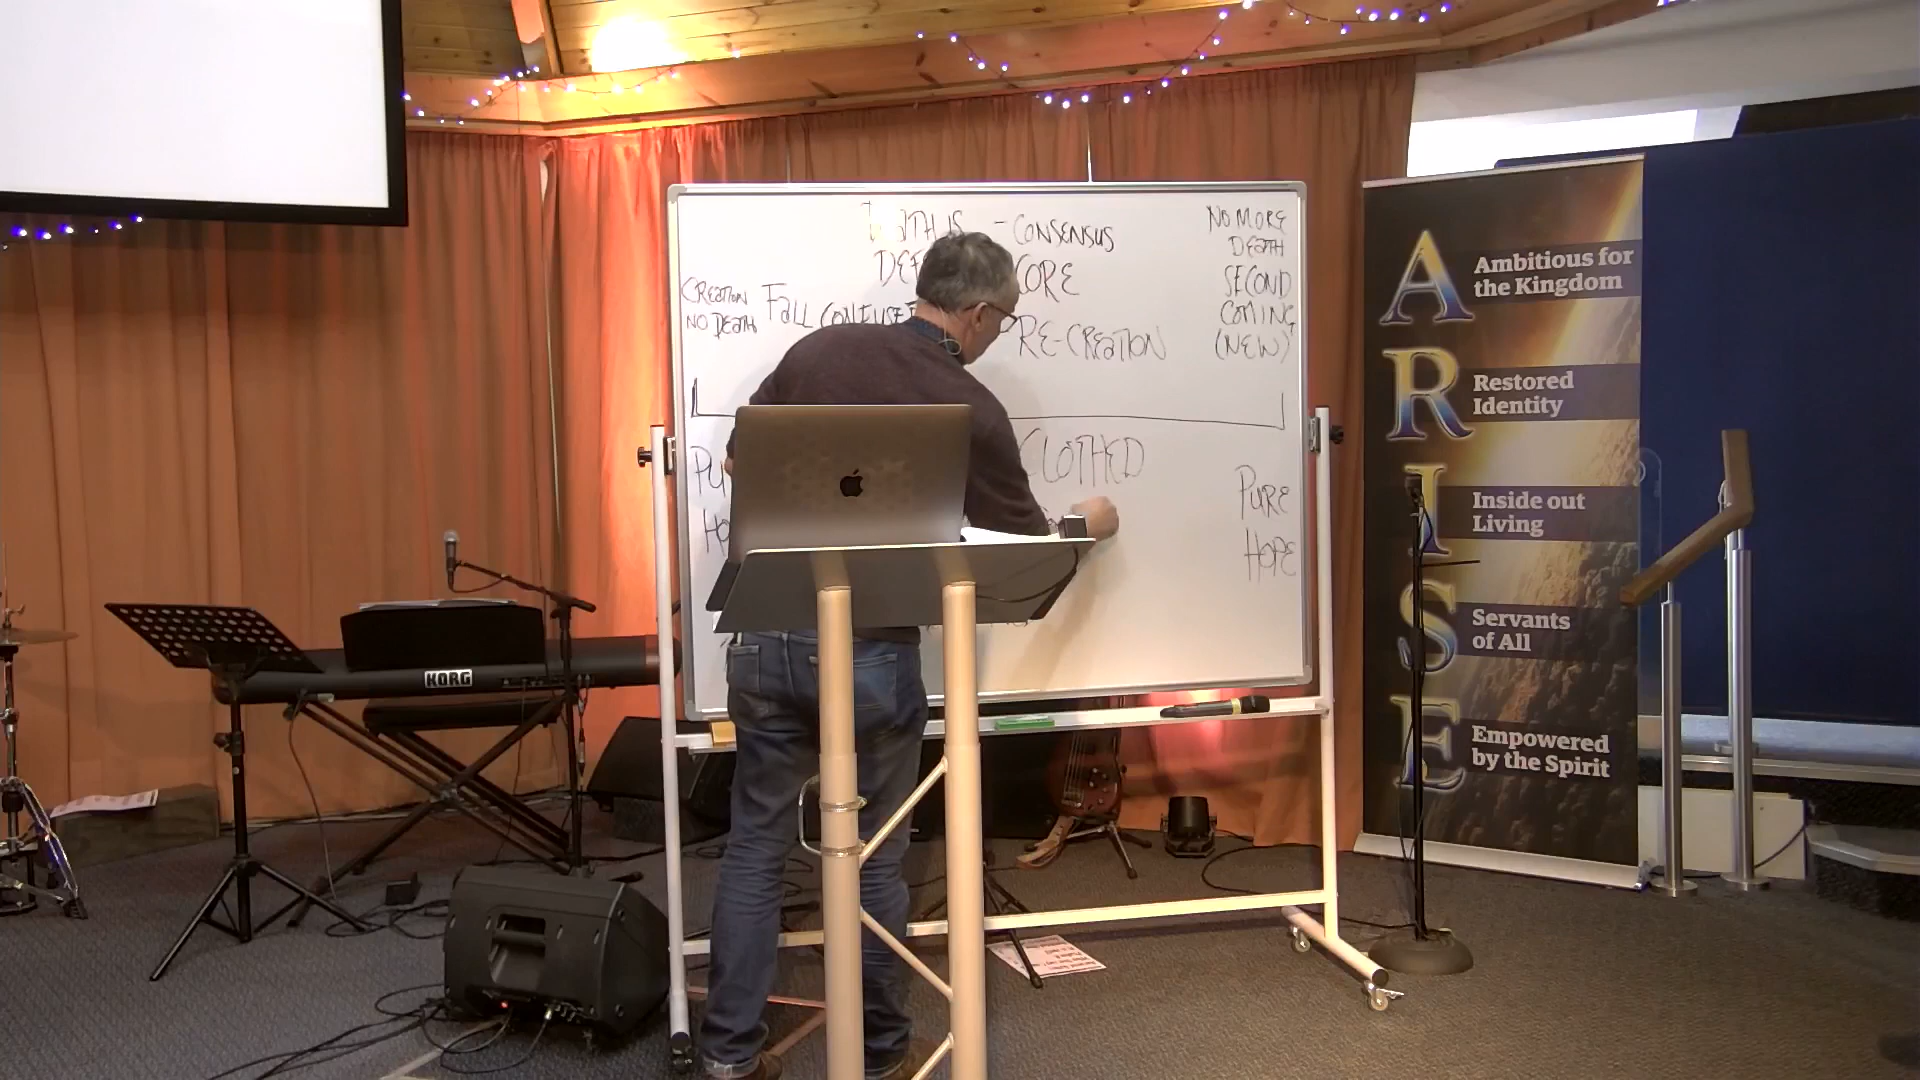 - CONSENSUS
CORE
CREATION
NO DEATH
FALL
RE-CREATION
NO MORE
DEATH
SECOND
COMING
(NEW)
CLOTHED
PURE
HOPE
KORG
ARISE
Ambitious for
the Kingdom
Restored
Identity
Inside out
Living
Servants
of All
Empowered
by the Spirit